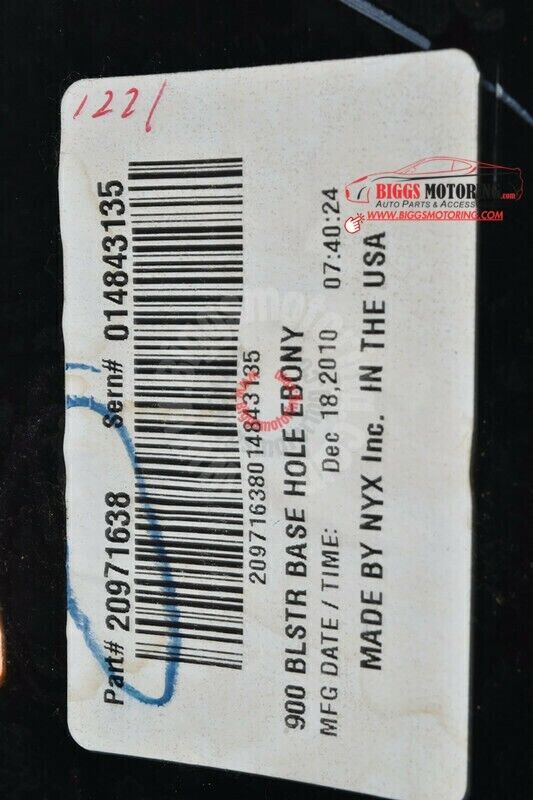 1221
Part# 20971638 Sern# 014843135
20971638014843135
900 BLSTR BASE HOLE EBONY
MFG DATE / TIME: Dec 18,2010 07:40:24
MADE BY NYX Inc. IN THE USA
BIGGS MOTORING.com
AUTO PARTS & ACCESS
WWW.BIGGSMOTORING.COM